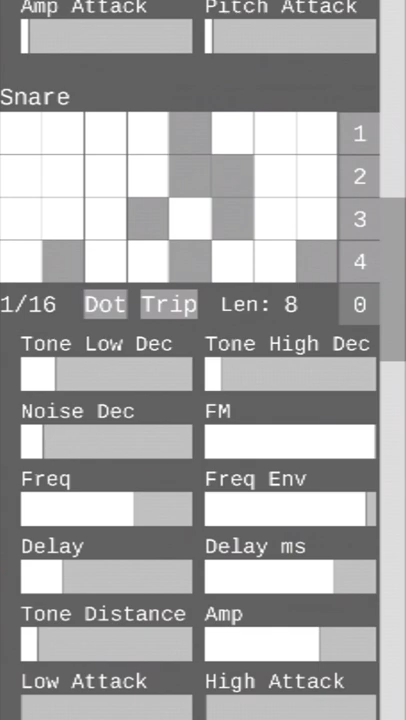 Amp Attack Pitch Attack
Snare
1
2
3
4
1/16 Dot Trip Len: 8 0
Tone Low Dec Tone High Dec
Noise Dec FM
Freq Freq Env
Delay Delay ms
Tone Distance Amp
Low Attack High Attack